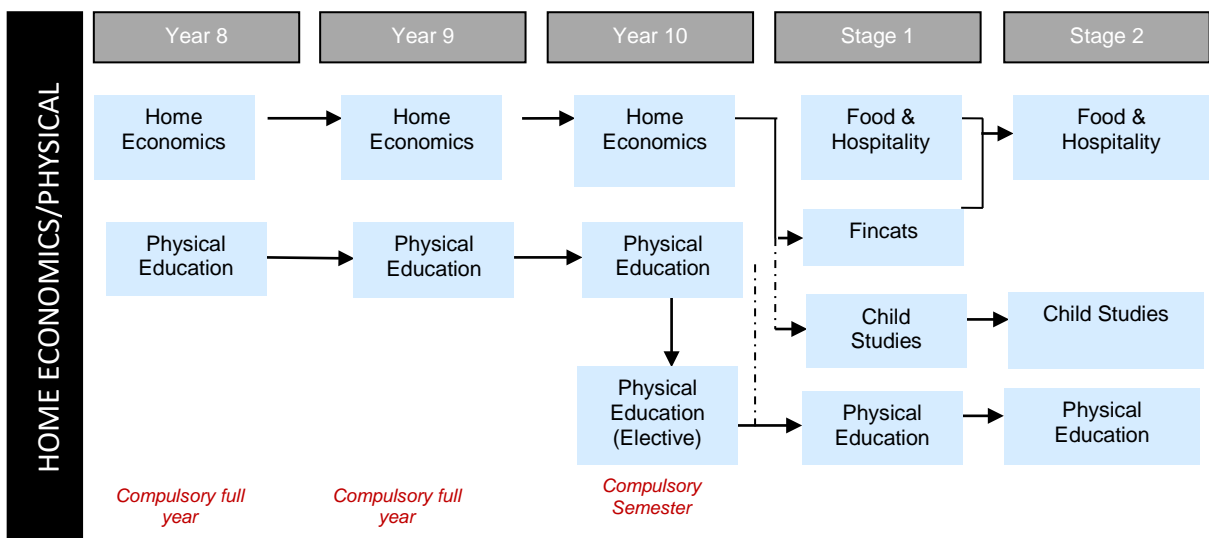 HOME ECONOMICS/PHYSICAL
Year 8
Year 9
Year 10
Stage 1
Stage 2
Home
Economics
Home
Economics
Home
Economics
Food &
Hospitality
Food &
Hospitality
Fincats
Physical
Education
Physical
Education
Physical
Education
Child
Studies
Child Studies
Physical
Education
(Elective)
Physical
Education
Physical
Education
Compulsory full
year
Compulsory full
year
Compulsory
Semester